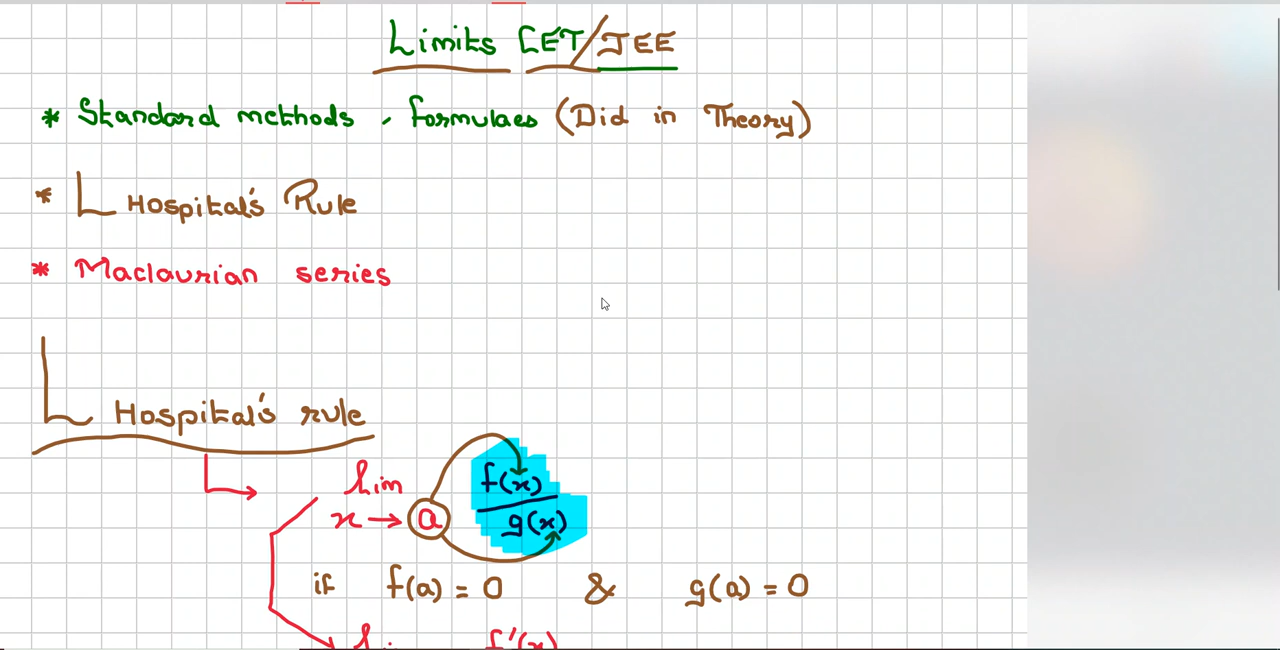 Limits CET/JEE
* Standard methods, formulaes (Did in Theory)
* L Hospital's Rule
* Maclaurian series
L Hospital's rule
lim x→a f(x)/g(x)
if f(a) = 0 & g(a) = 0
f'(x)